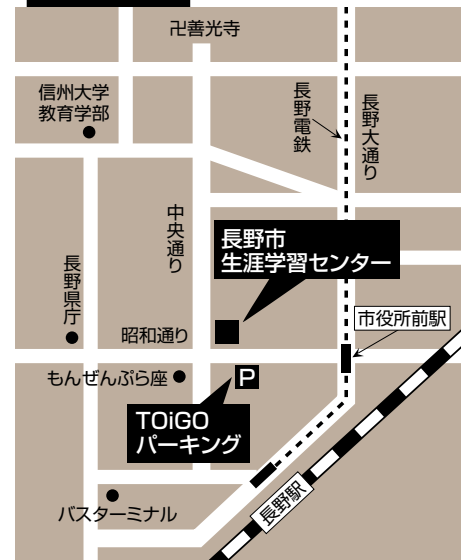 卍善光寺
信州大学
教育学部
長野電鉄
長野大通り
中央通り
長野市
生涯学習センター
長野県庁
昭和通り
市役所前駅
もんぜんぷら座
P
TOiGO
パーキング
長野駅
バスターミナル